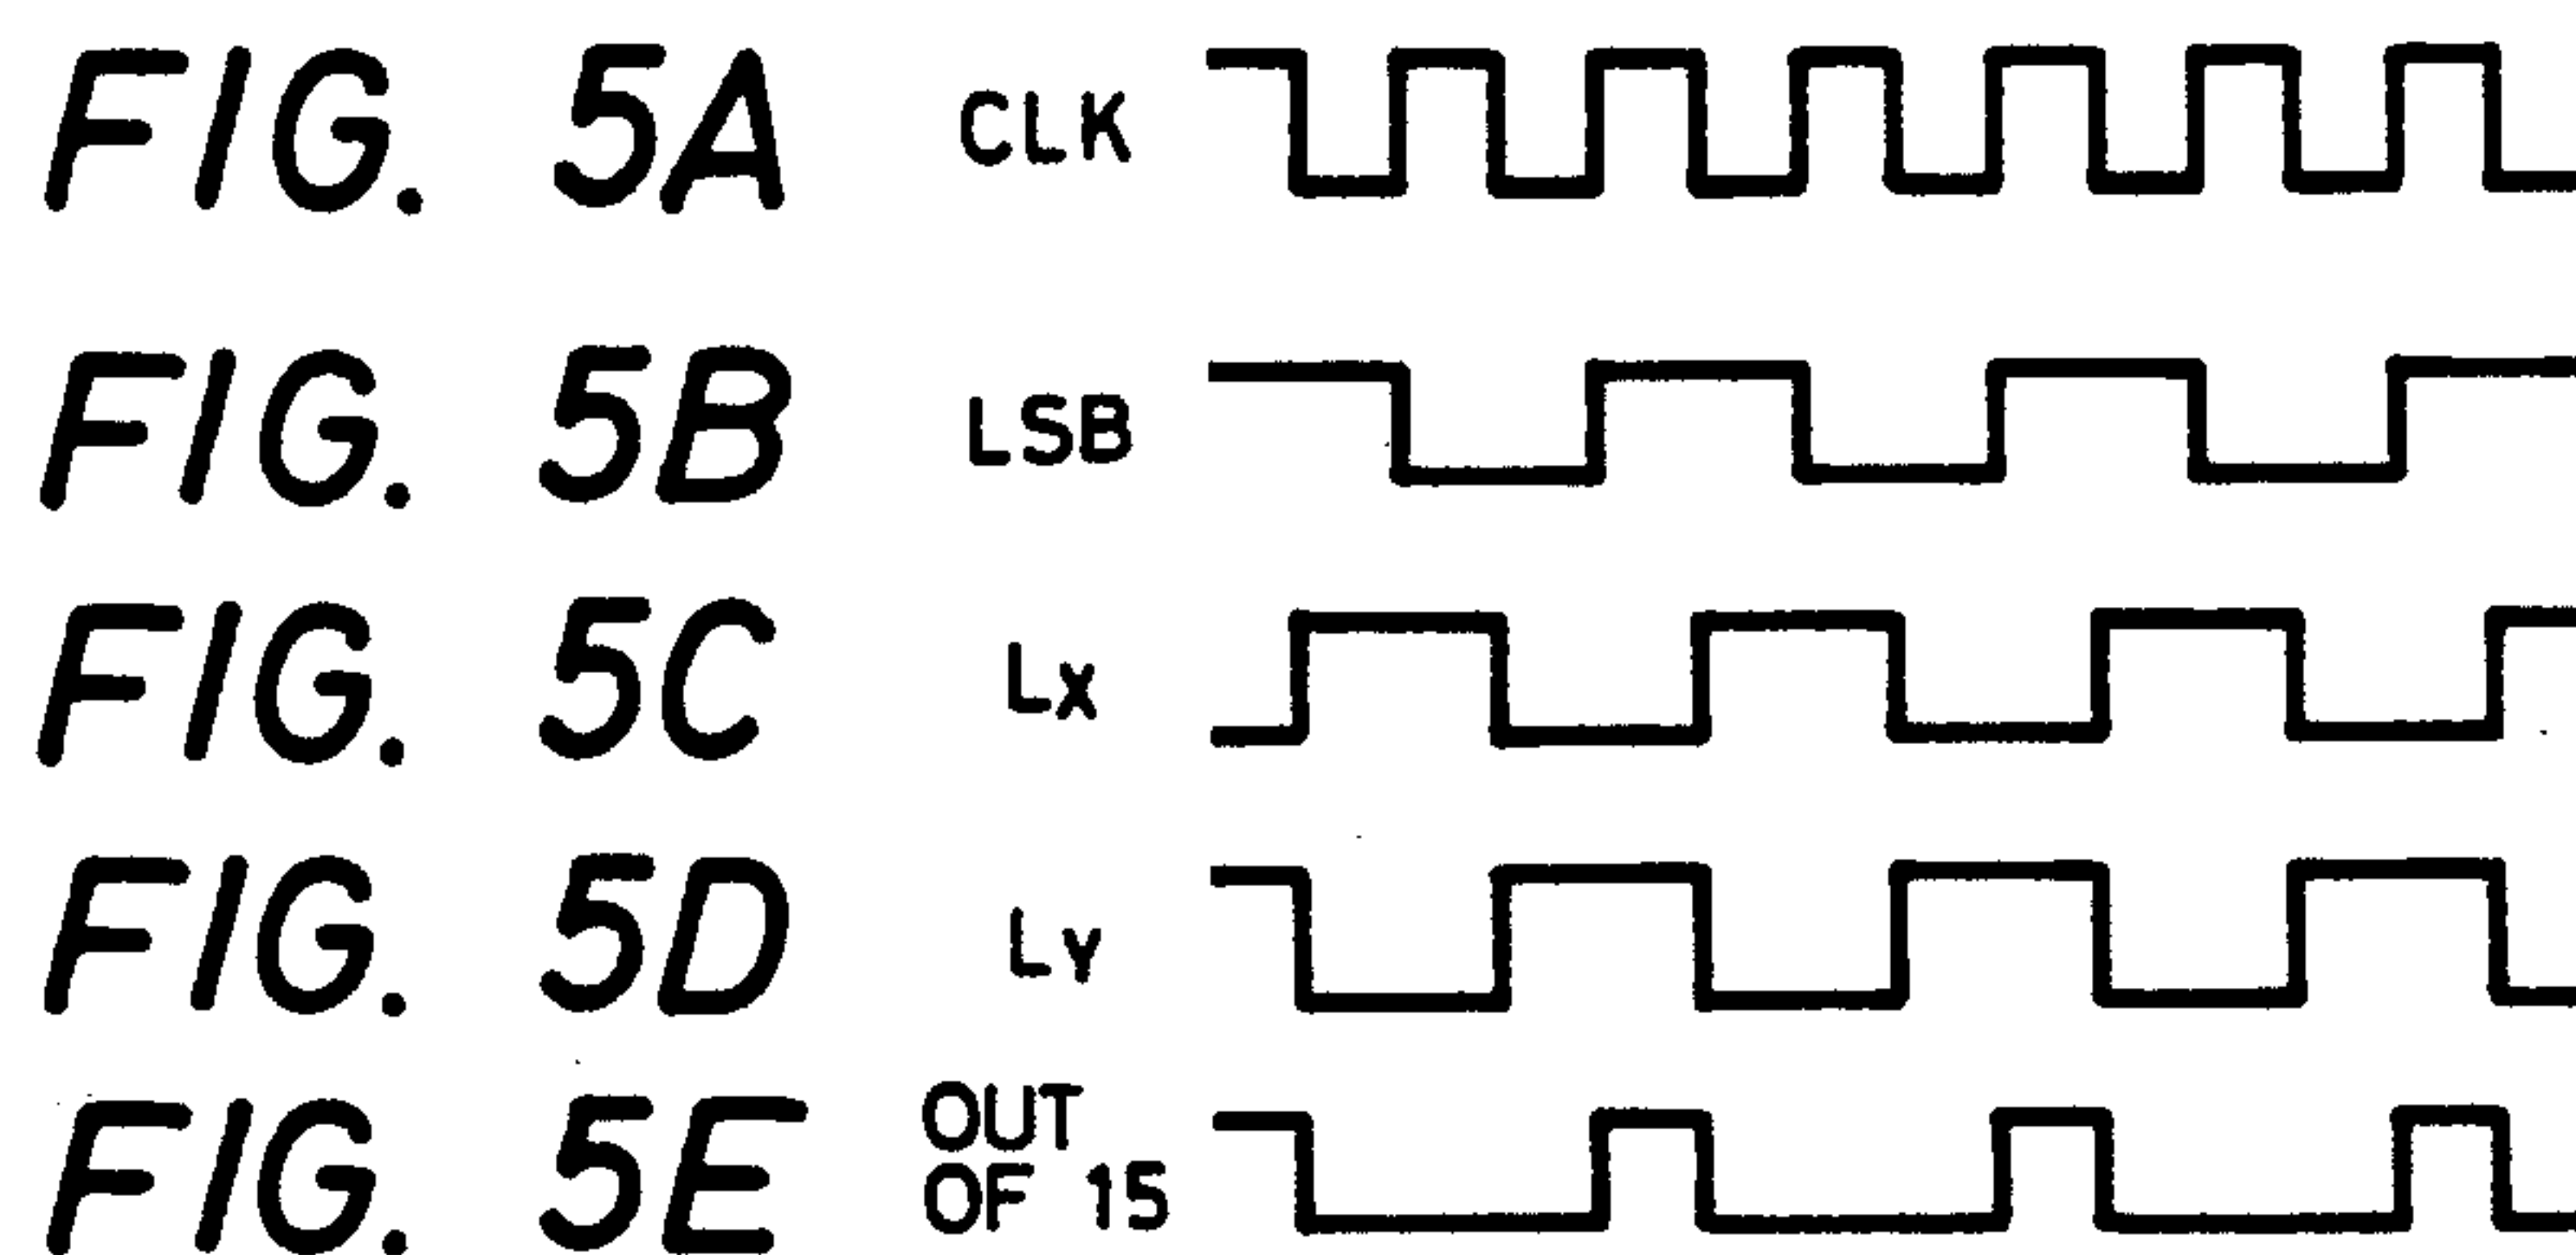 FIG. 5A CLK
FIG. 5B LSB
FIG. 5C Lx
FIG. 5D Ly
FIG. 5E OUT
OF 15